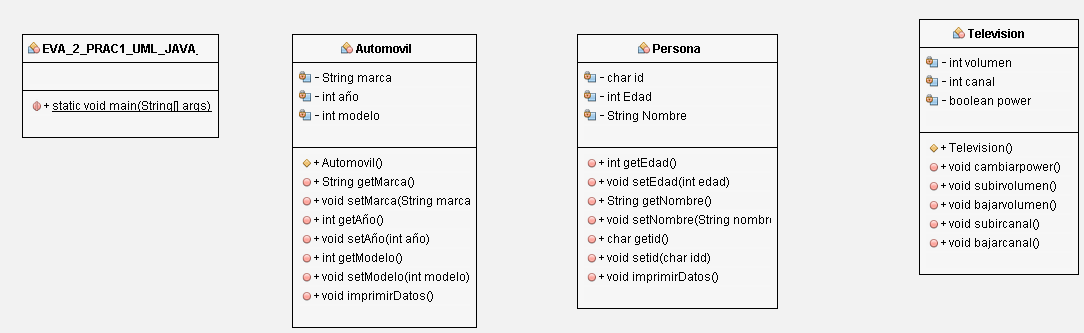 EVA_2_PRAC1_UML_JAVA_
+ static void main(String[] args)
Automovil
- String marca
- int año
- int modelo
+ Automovil()
+ String getMarca()
+ void setMarca(String marca
+ int getAño()
+ void setAño(int año)
+ int getModelo()
+ void setModelo(int modelo)
+ void imprimirDatos()
Persona
- char id
- int Edad
- String Nombre
+ int getEdad()
+ void setEdad(int edad)
+ String getNombre()
+ void setNombre(String nombre
+ char getid()
+ void setid(char idd)
+ void imprimirDatos()
Television
- int volumen
- int canal
- boolean power
+ Television()
+ void cambiarpower()
+ void subirvolumen()
+ void bajarvolumen()
+ void subircanal()
+ void bajarcanal()